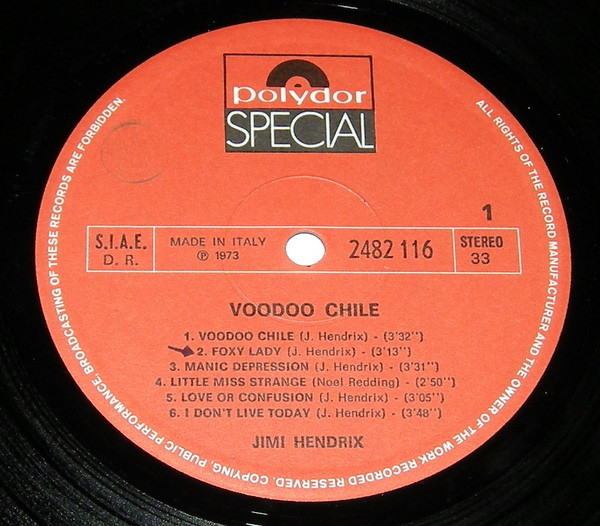 polydor
SPECIAL
1
S.I.A.E.
D. R.
MADE IN ITALY
℗ 1973
2482 116
STEREO
33
VOODOO CHILE
1. VOODOO CHILE (J. Hendrix) - (3'32")
2. FOXY LADY (J. Hendrix) - (3'13")
3. MANIC DEPRESSION (J. Hendrix) - (3'31")
4. LITTLE MISS STRANGE (Noel Redding) - (2'50")
5. LOVE OR CONFUSION (J. Hendrix) - (3'05")
6. I DON'T LIVE TODAY (J. Hendrix) - (3'48")
JIMI HENDRIX
ALL RIGHTS OF THE RECORD MANUFACTURER AND THE OWNER OF THE WORK RECORDED RESERVED. COPYING, PUBLIC PERFORMANCE, BROADCASTING OF THESE RECORDS ARE FORBIDDEN.